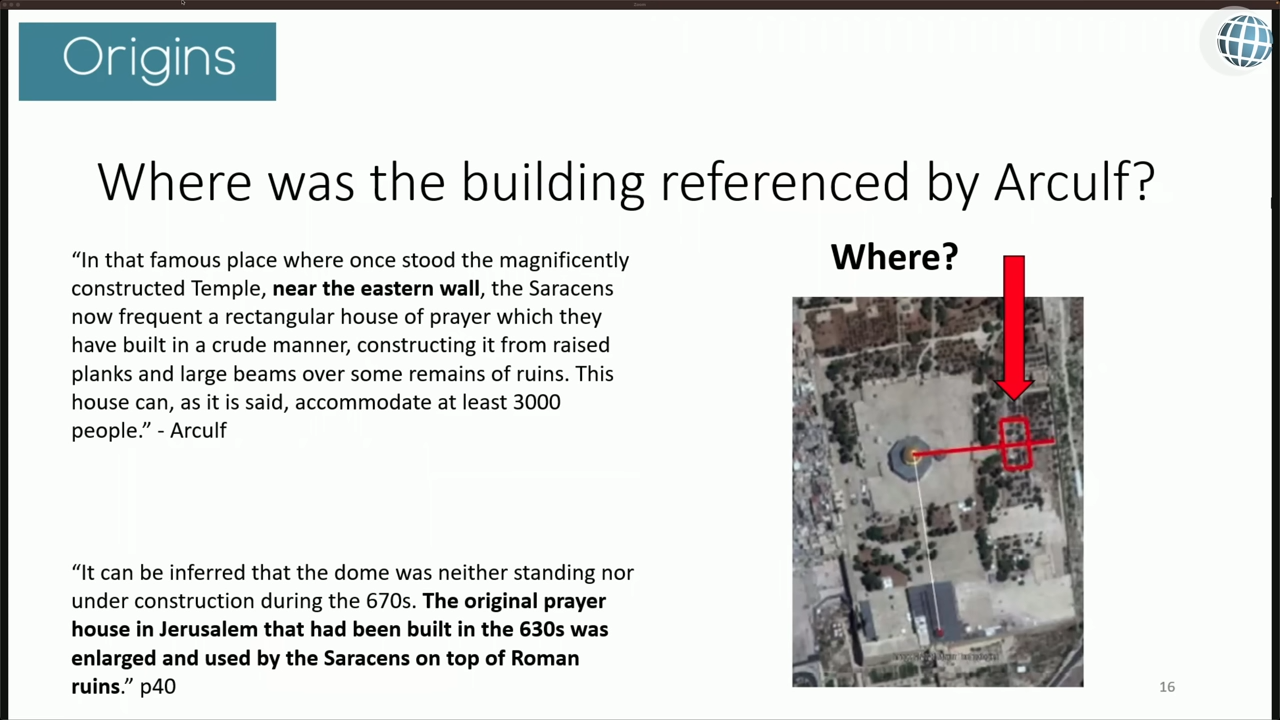 Origins
Where was the building referenced by Arculf?
“In that famous place where once stood the magnificently
constructed Temple, near the eastern wall, the Saracens
now frequent a rectangular house of prayer which they
have built in a crude manner, constructing it from raised
planks and large beams over some remains of ruins. This
house can, as it is said, accommodate at least 3000
people.” - Arculf
Where?
“It can be inferred that the dome was neither standing nor
under construction during the 670s. The original prayer
house in Jerusalem that had been built in the 630s was
enlarged and used by the Saracens on top of Roman
ruins.” p40
16